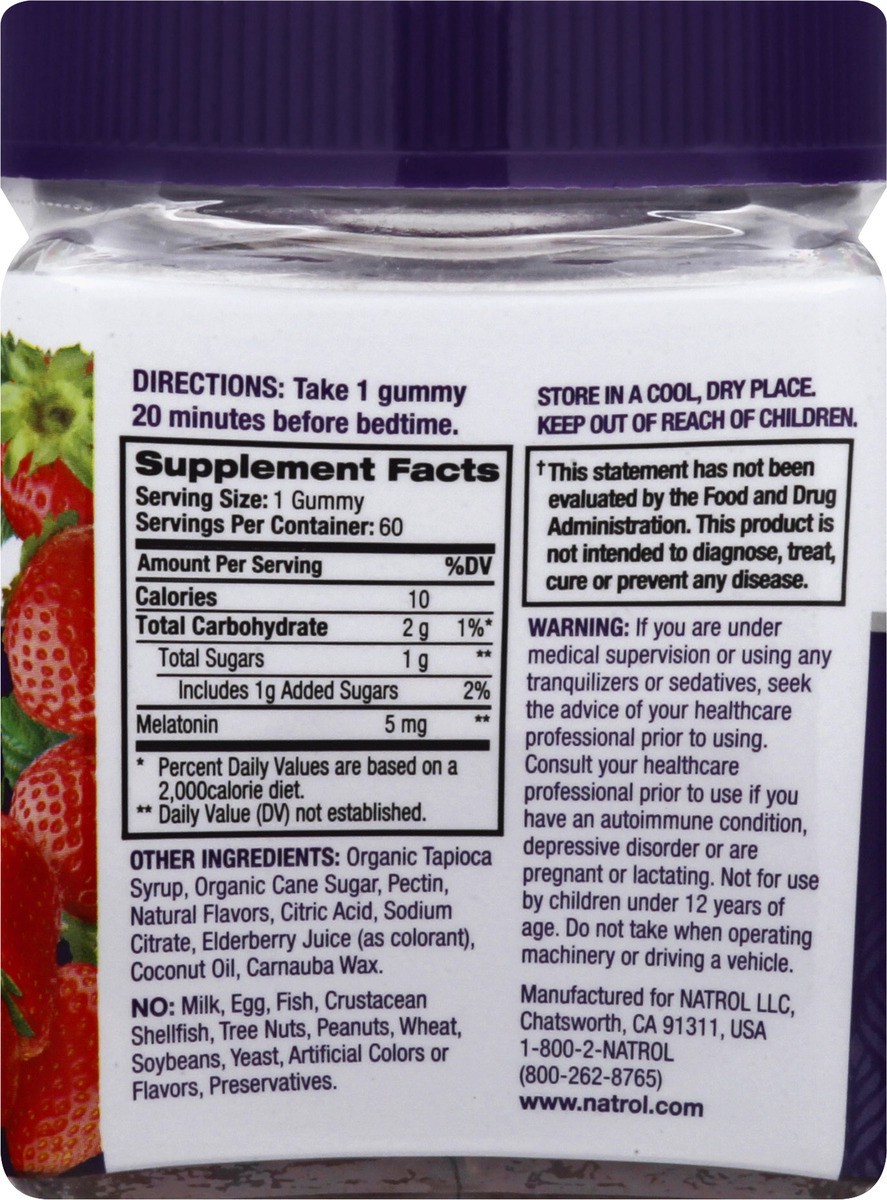 DIRECTIONS: Take 1 gummy
20 minutes before bedtime.
Supplement Facts
Serving Size: 1 Gummy
Servings Per Container: 60
Amount Per Serving %DV
Calories 10
Total Carbohydrate 2 g 1%*
Total Sugars 1 g **
Includes 1g Added Sugars 2%
Melatonin 5 mg **
* Percent Daily Values are based on a
2,000calorie diet.
** Daily Value (DV) not established.
OTHER INGREDIENTS: Organic Tapioca
Syrup, Organic Cane Sugar, Pectin,
Natural Flavors, Citric Acid, Sodium
Citrate, Elderberry Juice (as colorant),
Coconut Oil, Carnauba Wax.
NO: Milk, Egg, Fish, Crustacean
Shellfish, Tree Nuts, Peanuts, Wheat,
Soybeans, Yeast, Artificial Colors or
Flavors, Preservatives.
STORE IN A COOL, DRY PLACE.
KEEP OUT OF REACH OF CHILDREN.
†This statement has not been
evaluated by the Food and Drug
Administration. This product is
not intended to diagnose, treat,
cure or prevent any disease.
WARNING: If you are under
medical supervision or using any
tranquilizers or sedatives, seek
the advice of your healthcare
professional prior to using.
Consult your healthcare
professional prior to use if you
have an autoimmune condition,
depressive disorder or are
pregnant or lactating. Not for use
by children under 12 years of
age. Do not take when operating
machinery or driving a vehicle.
Manufactured for NATROL LLC,
Chatsworth, CA 91311, USA
1-800-2-NATROL
(800-262-8765)
www.natrol.com